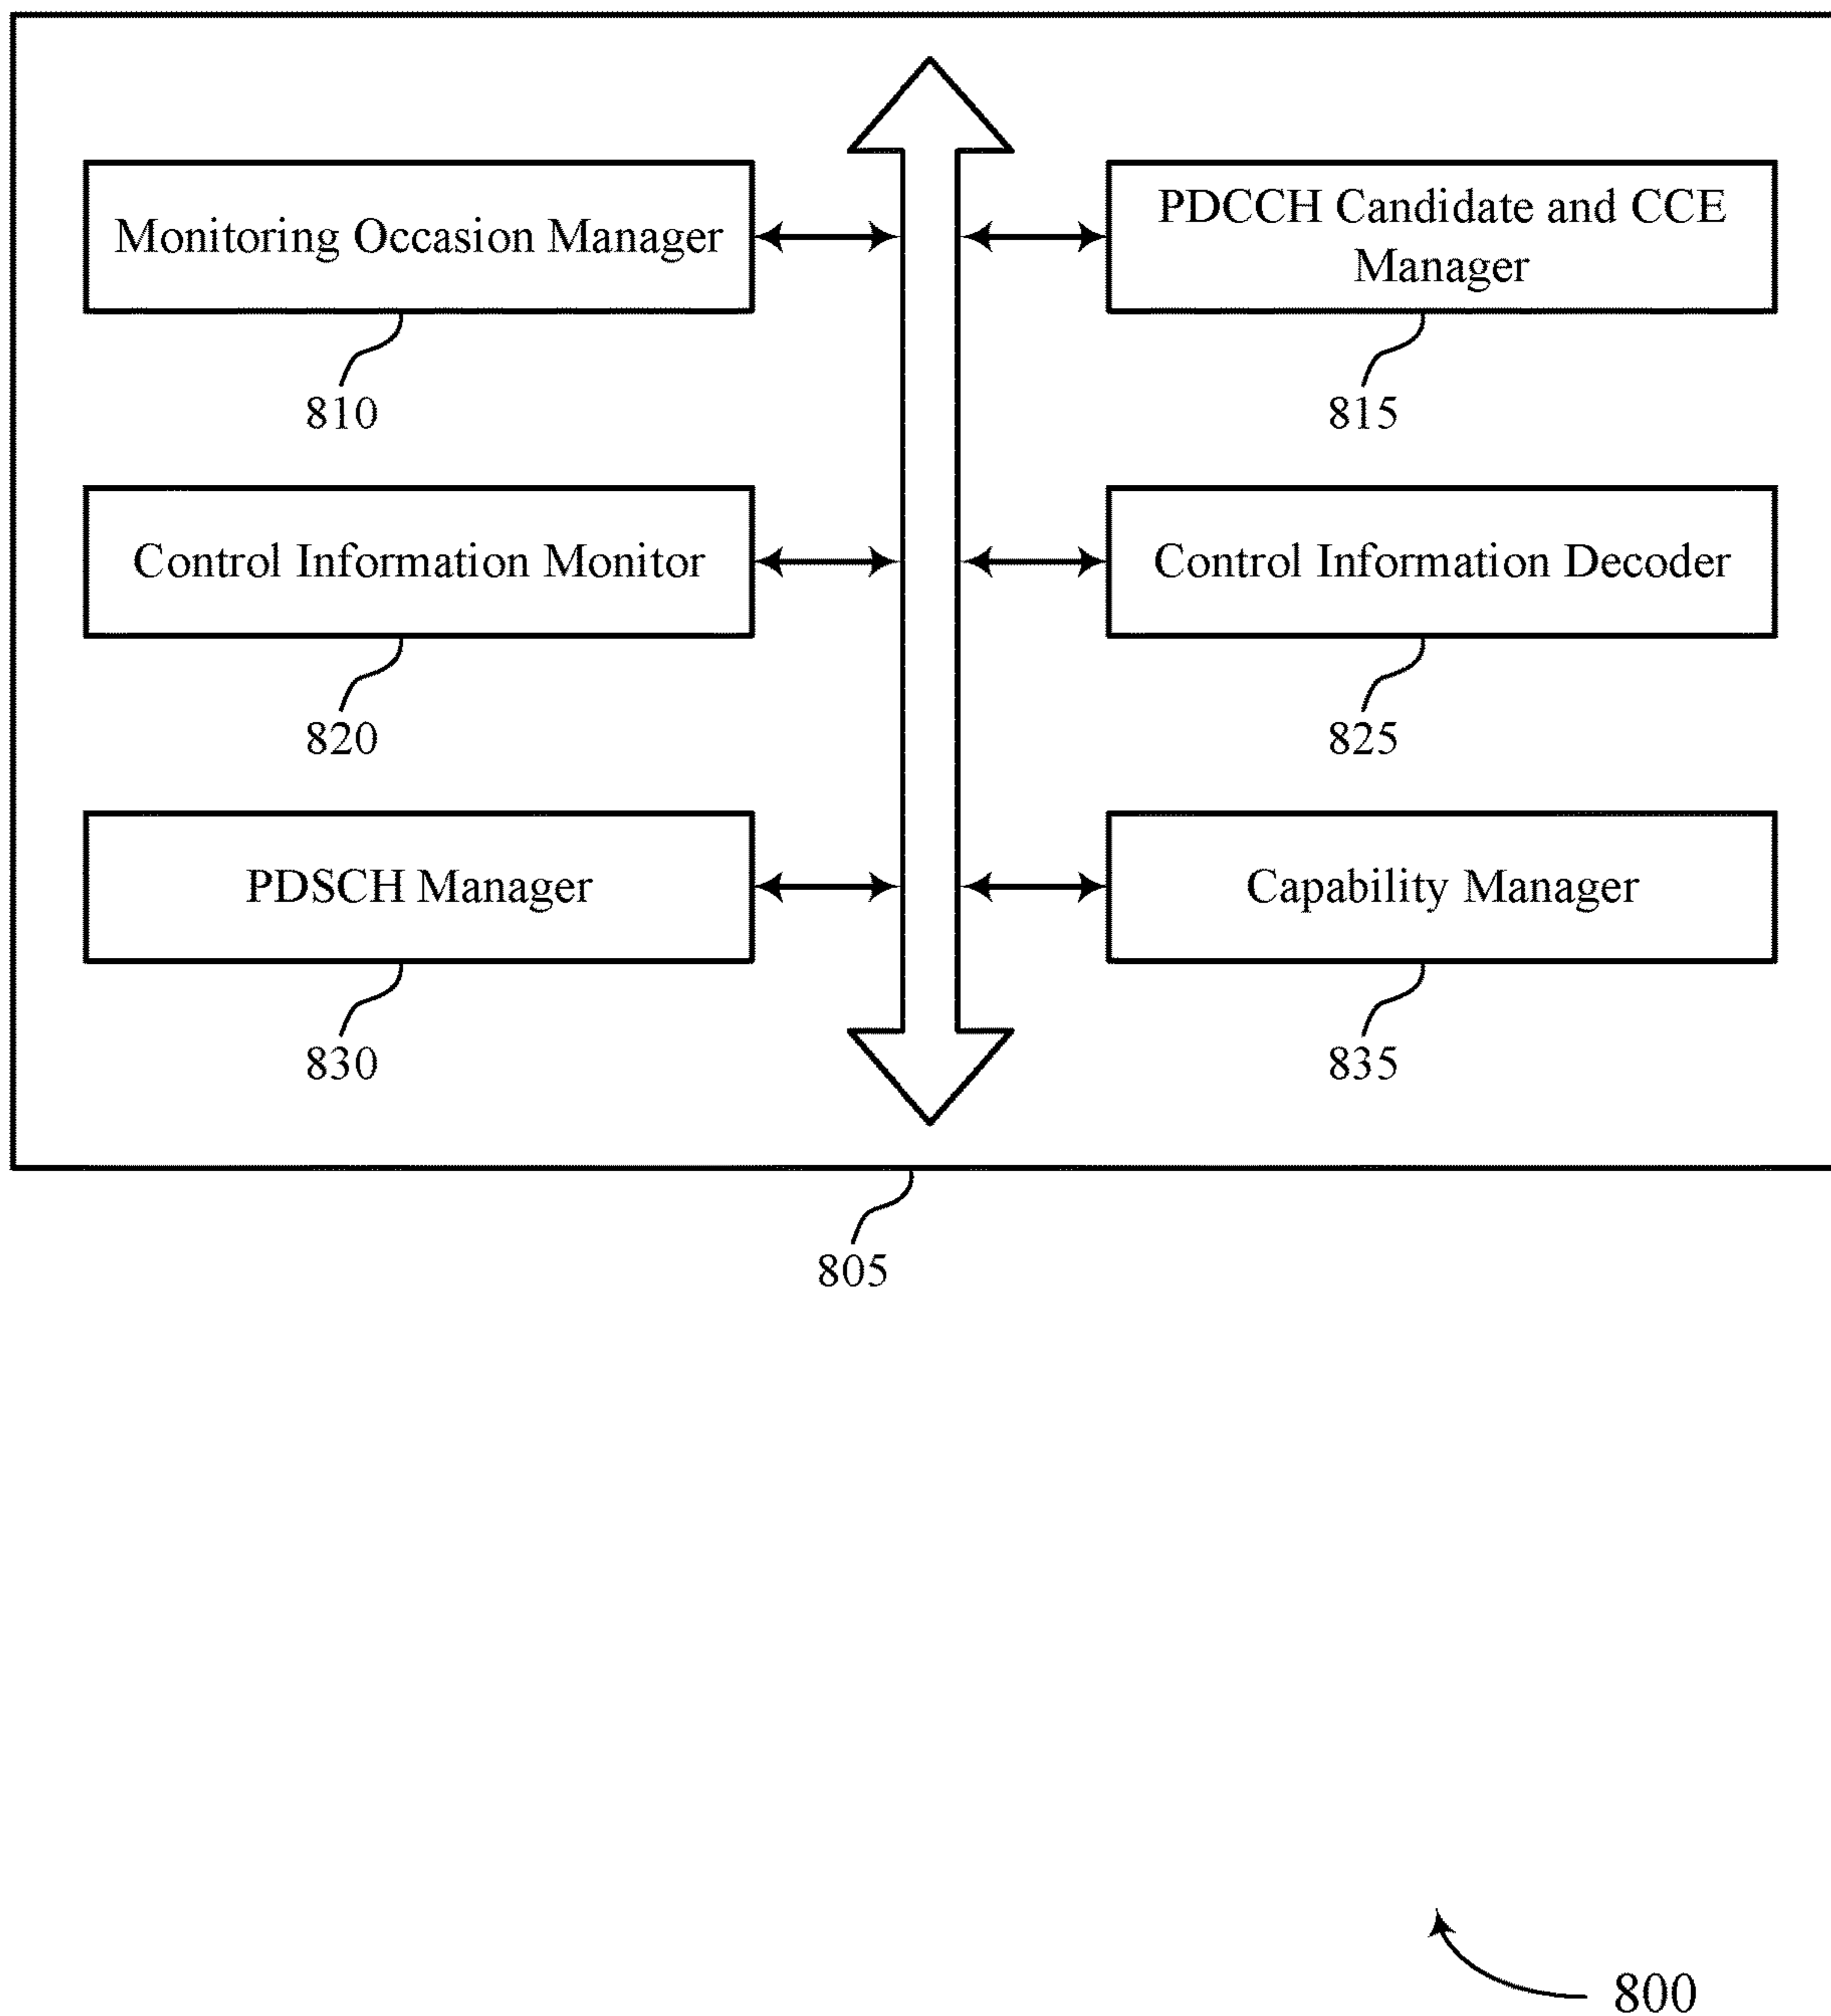 Monitoring Occasion Manager
810
PDCCH Candidate and CCE
Manager
815
Control Information Monitor
820
Control Information Decoder
825
PDSCH Manager
830
Capability Manager
835
805
800